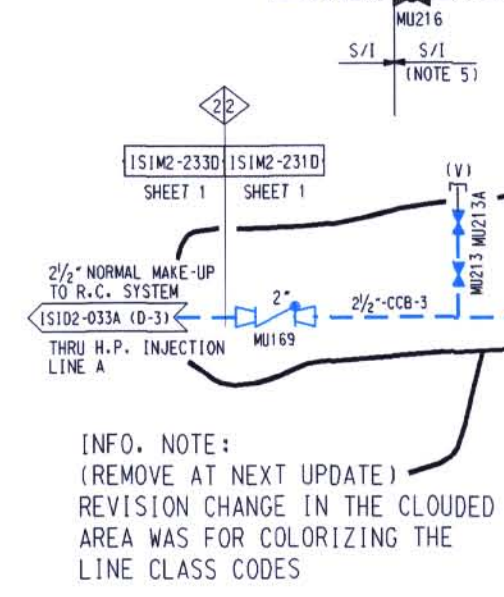 MU216
S/I S/I
(NOTE 5)
22
ISIM2-233D ISIM2-231D
SHEET 1 SHEET 1
(V)
MU213 MU213A
2½" NORMAL MAKE-UP
TO R.C. SYSTEM
ISID2-033A (D-3)
THRU H.P. INJECTION
LINE A
2"
MU169
2½"-CCB-3
INFO. NOTE:
(REMOVE AT NEXT UPDATE)
REVISION CHANGE IN THE CLOUDED
AREA WAS FOR COLORIZING THE
LINE CLASS CODES